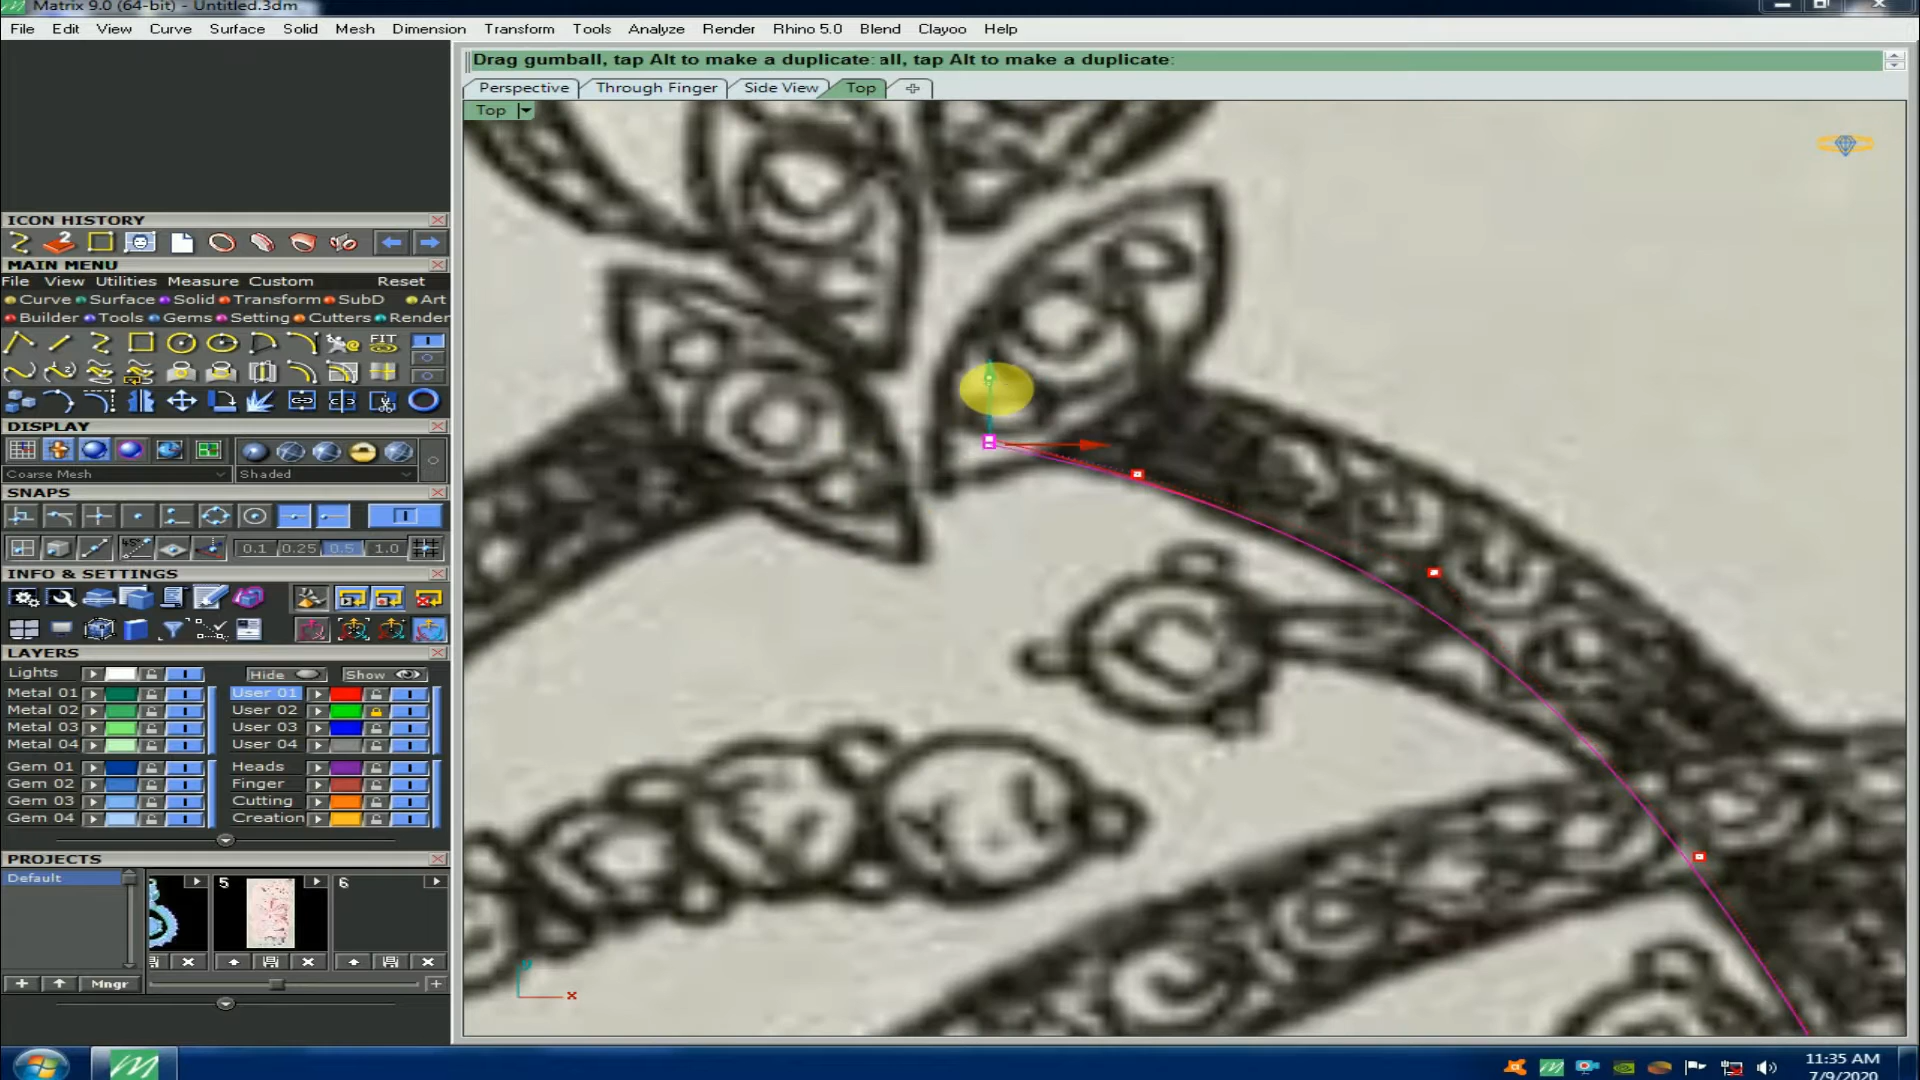 Matrix 9.0 (64-bit) - Untitled.3dm
File Edit View Curve Surface Solid Mesh Dimension Transform Tools Analyze Render Rhino 5.0 Blend Clayoo Help
Drag gumball, tap Alt to make a duplicate: all, tap Alt to make a duplicate:
Perspective Through Finger Side View Top
Top
ICON HISTORY
2
MAIN MENU
File View Utilities Measure Custom Reset
Curve Surface Solid Transform SubD Art
Builder Tools Gems Setting Cutters Render
FIT
DISPLAY
Coarse Mesh Shaded
SNAPS
45°
0.1 0.25 0.5 1.0
INFO & SETTINGS
LAYERS
Lights Hide Show
Metal 01 User 01
Metal 02 User 02
Metal 03 User 03
Metal 04 User 04
Gem 01 Heads
Gem 02 Finger
Gem 03 Cutting
Gem 04 Creation
PROJECTS
Default 5 6
Mngr
y
x
11:35 AM
7/9/2020